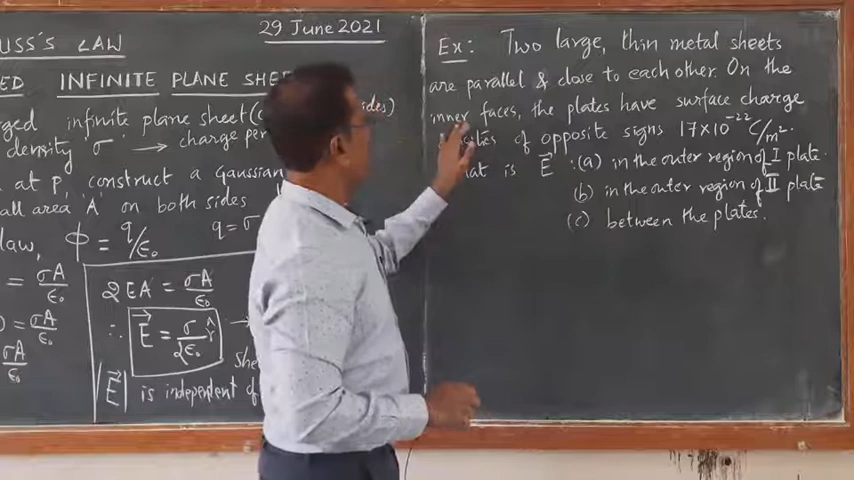 29 June 2021
USS'S LAW
ED INFINITE PLANE SHE
rged infinite plane sheet( ides)
density 'σ' → charge per
at p, construct a Gaussian
all area 'A' on both sides
law, ϕ = q/ε₀ q = σ
= σA/ε₀
= σA/ε₀
σA/ε₀
2EA = σA/ε₀
∴ E⃗ = σ/2ε₀ r̂ →
She
|E⃗| is independent of
Ex: Two large, thin metal sheets
are parallel & close to each other. On the
inner faces, the plates have surface charge
of opposite signs 17×10⁻²² C/m².
at is E⃗ :(a) in the outer region of I plate.
(b) in the outer region of II plate
(c) between the plates.